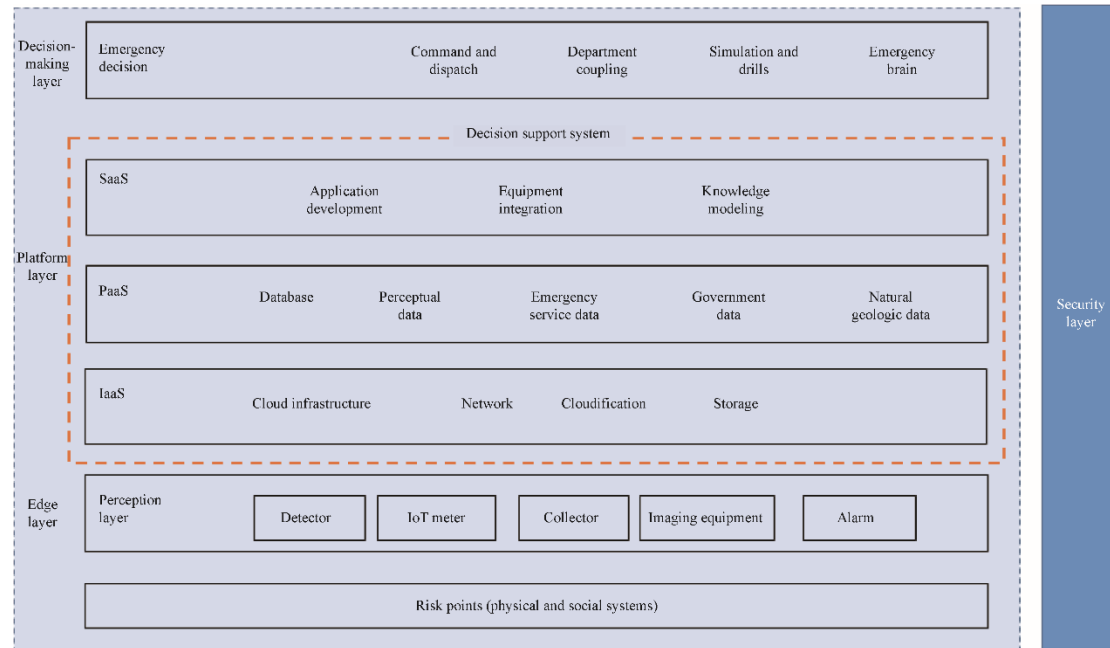 Decision-
making
layer
Emergency
decision
Command and
dispatch
Department
coupling
Simulation and
drills
Emergency
brain
Decision support system
Platform
layer
SaaS
Application
development
Equipment
integration
Knowledge
modeling
PaaS
Database
Perceptual
data
Emergency
service data
Government
data
Natural
geologic data
IaaS
Cloud infrastructure
Network
Cloudification
Storage
Edge
layer
Perception
layer
Detector
IoT meter
Collector
Imaging equipment
Alarm
Risk points (physical and social systems)
Security
layer